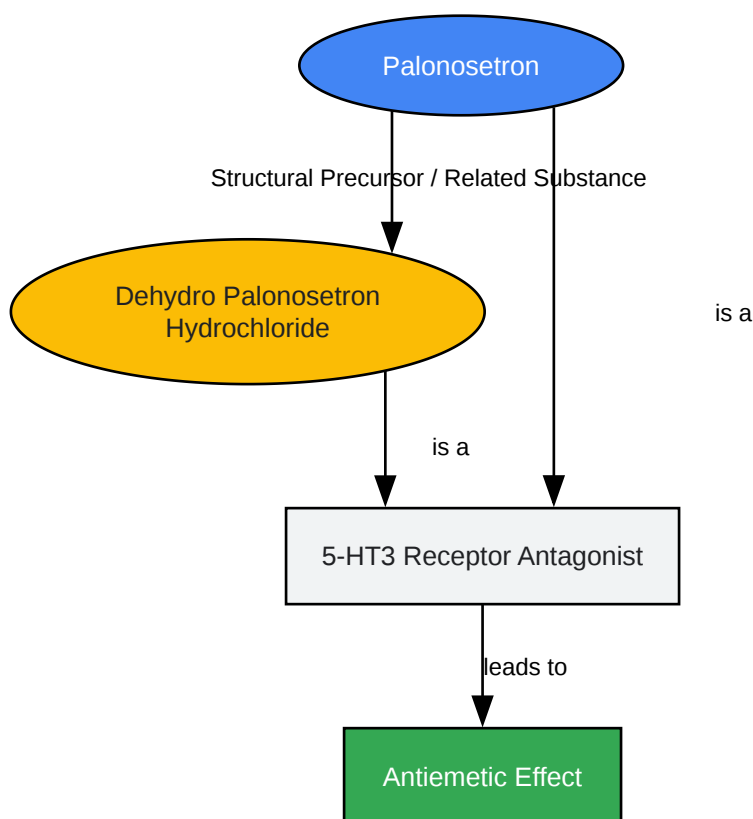 Palonosetron
Structural Precursor / Related Substance
Dehydro Palonosetron
Hydrochloride
is a
is a
5-HT3 Receptor Antagonist
leads to
Antiemetic Effect